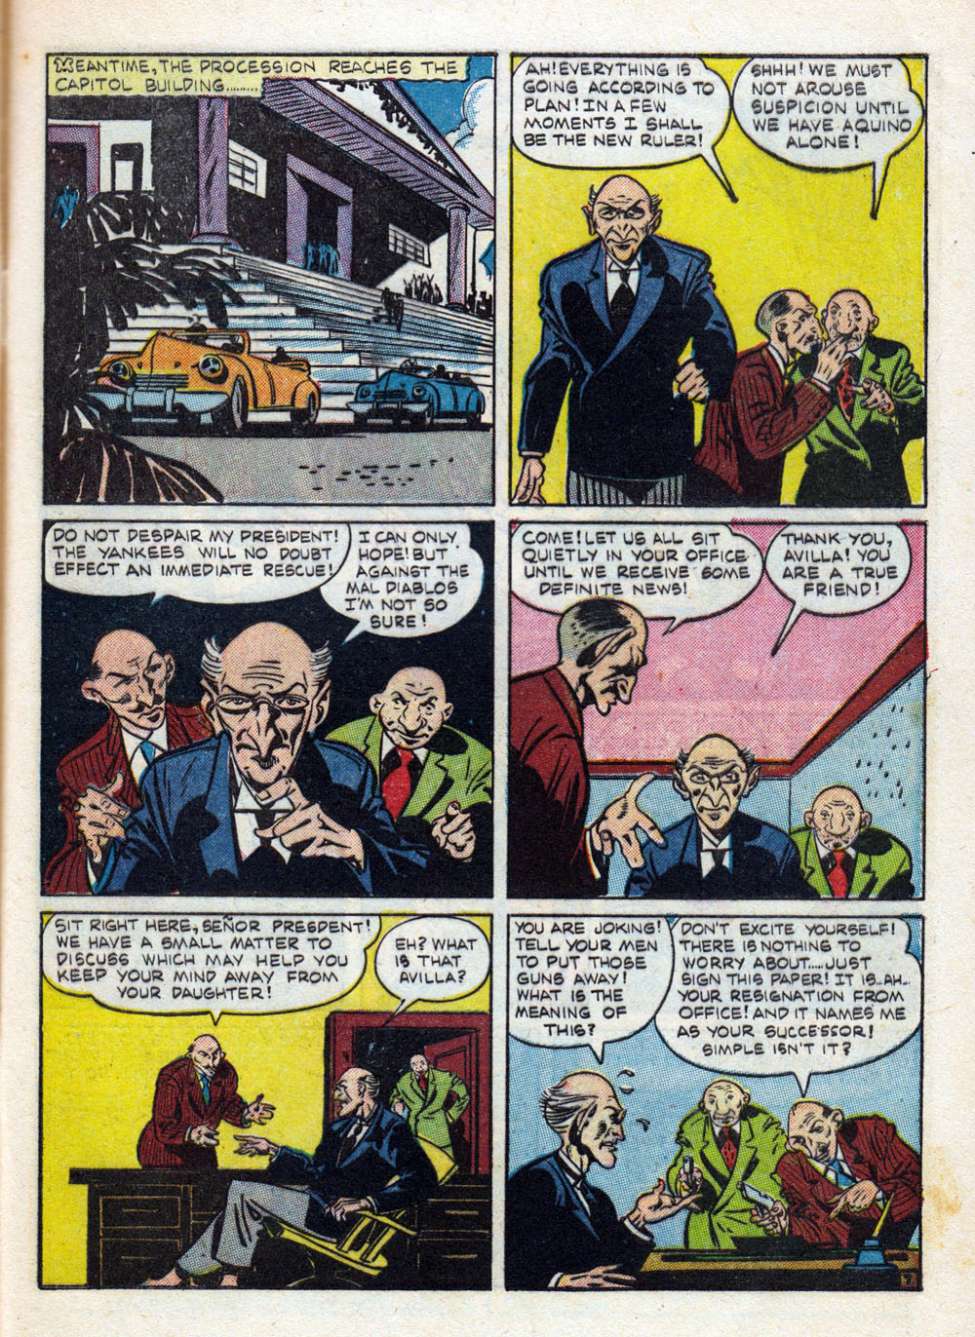 MEANTIME, THE PROCESSION REACHES THE
CAPITOL BUILDING........
AH! EVERYTHING IS
GOING ACCORDING TO
PLAN! IN A FEW
MOMENTS I SHALL
BE THE NEW RULER!
SHHH! WE MUST
NOT AROUSE
SUSPICION UNTIL
WE HAVE AQUINO
ALONE!
DO NOT DESPAIR MY PRESIDENT!
THE YANKEES WILL NO DOUBT
EFFECT AN IMMEDIATE RESCUE!
I CAN ONLY
HOPE! BUT
AGAINST THE
MAL DIABLOS
I'M NOT SO
SURE!
COME! LET US ALL SIT
QUIETLY IN YOUR OFFICE
UNTIL WE RECEIVE SOME
DEFINITE NEWS!
THANK YOU,
AVILLA! YOU
ARE A TRUE
FRIEND!
SIT RIGHT HERE, SEÑOR PRESPDENT!
WE HAVE A SMALL MATTER TO
DISCUSS WHICH MAY HELP YOU
KEEP YOUR MIND AWAY FROM
YOUR DAUGHTER!
EH? WHAT
IS THAT
AVILLA?
YOU ARE JOKING!
TELL YOUR MEN
TO PUT THOSE
GUNS AWAY!
WHAT IS THE
MEANING OF
THIS?
DON'T EXCITE YOURSELF!
THERE IS NOTHING TO
WORRY ABOUT.....JUST
SIGN THIS PAPER! IT IS..AH..
YOUR RESIGNATION FROM
OFFICE! AND IT NAMES ME
AS YOUR SUCCESSOR!
SIMPLE ISN'T IT?
7